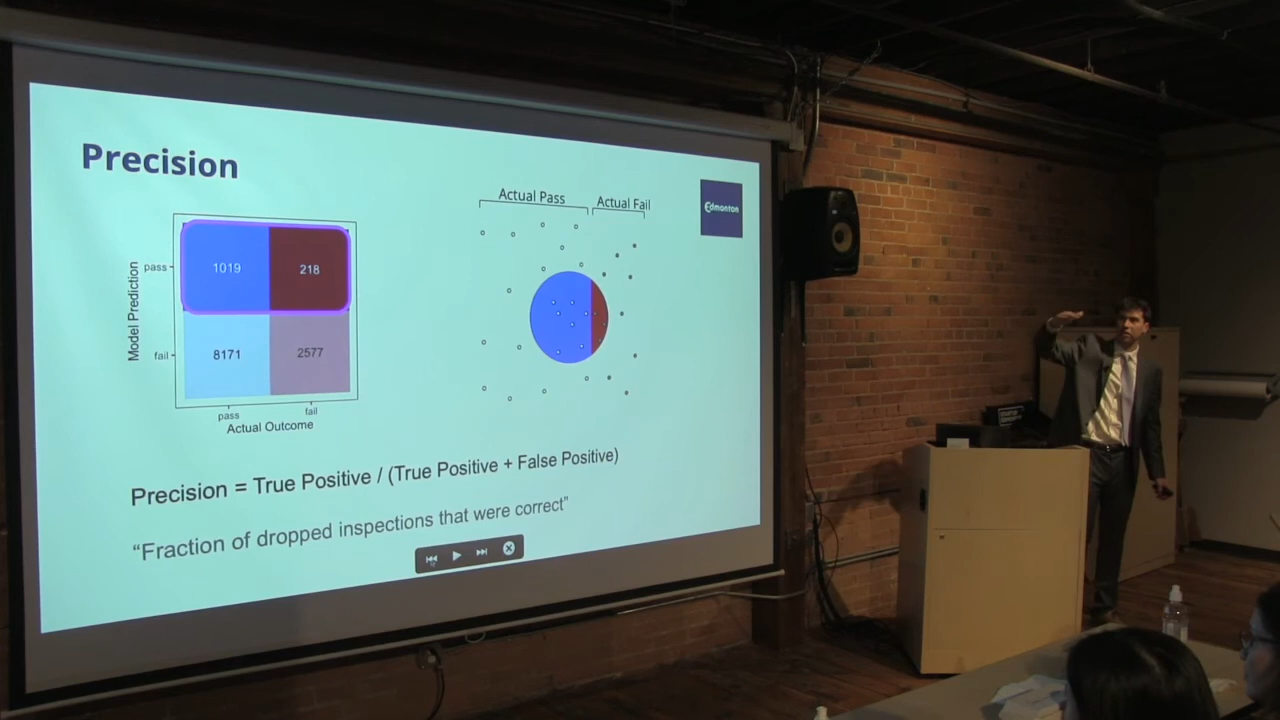 Precision
Model Prediction
pass
fail
1019
218
8171
2577
pass
fail
Actual Outcome
Actual Pass
Actual Fail
Edmonton
Precision = True Positive / (True Positive + False Positive)
“Fraction of dropped inspections that were correct”